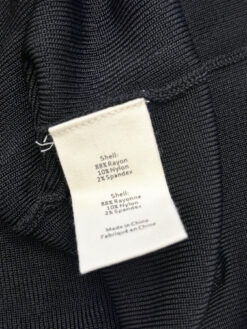 Shell:
88% Rayon
10% Nylon
2% Spandex
Shell:
88% Rayonne
10% Nylon
2% Spandex
Made in China
Fabriqué en China